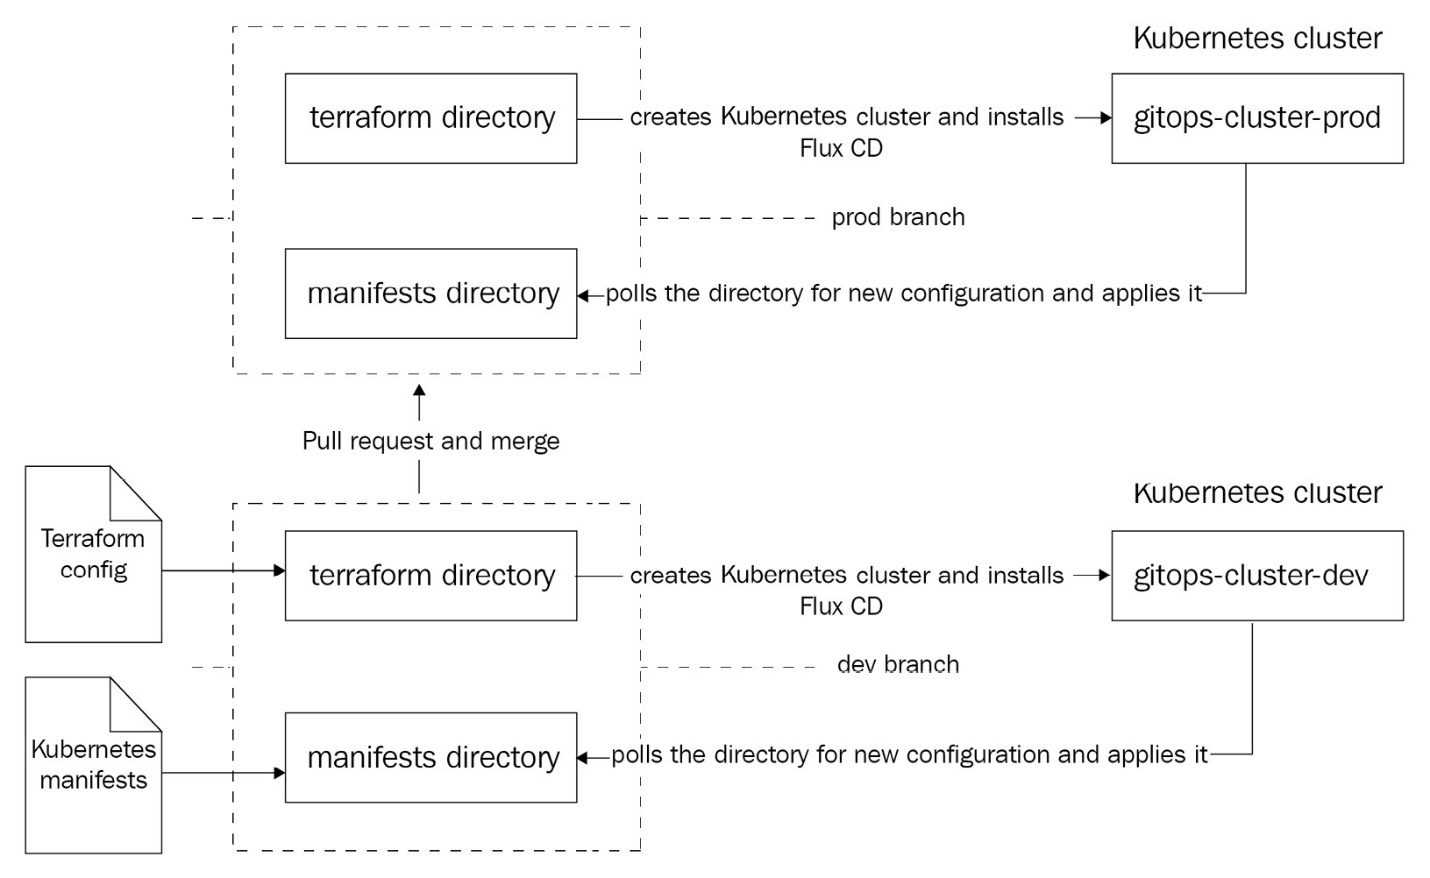 Kubernetes cluster
terraform directory
creates Kubernetes cluster and installs
Flux CD
gitops-cluster-prod
prod branch
manifests directory
polls the directory for new configuration and applies it
Pull request and merge
Kubernetes cluster
Terraform
config
terraform directory
creates Kubernetes cluster and installs
Flux CD
gitops-cluster-dev
dev branch
Kubernetes
manifests
manifests directory
polls the directory for new configuration and applies it